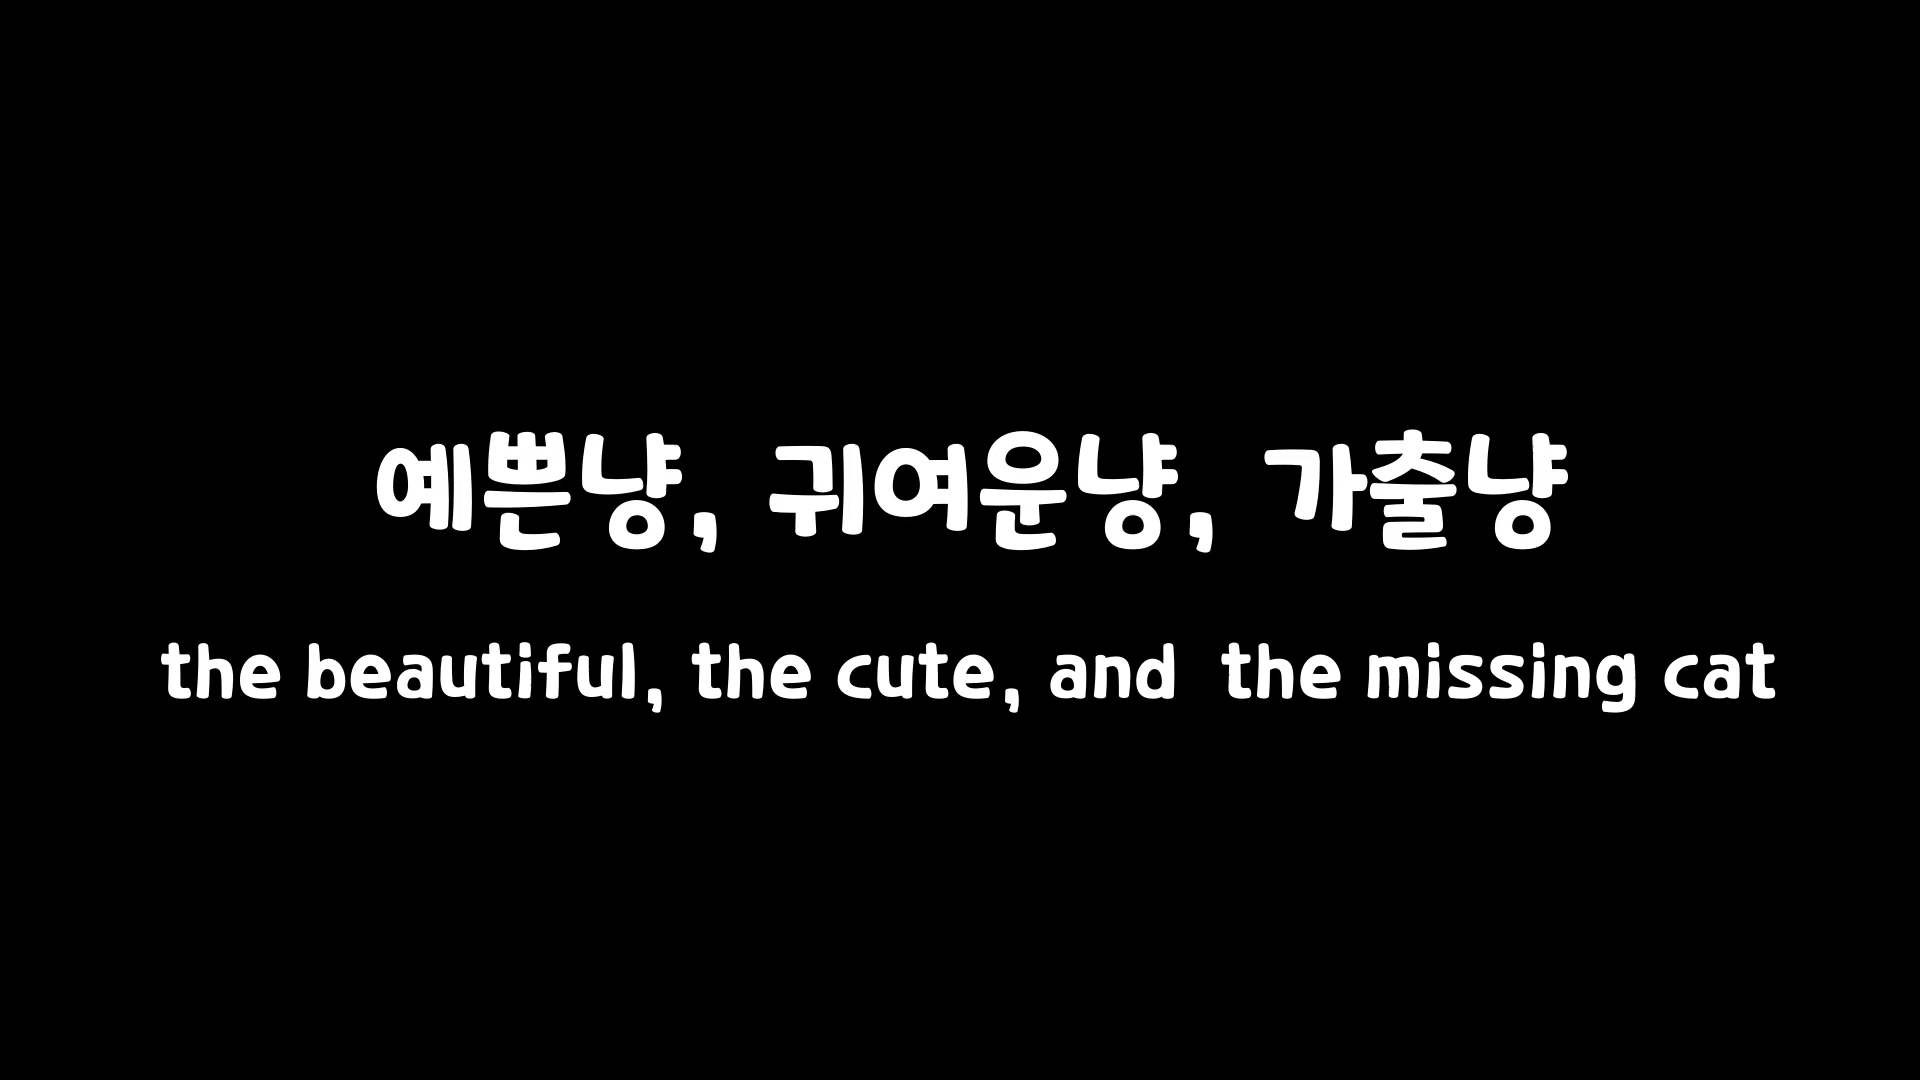 예쁜냥, 귀여운냥, 가출냥
the beautiful, the cute, and  the missing cat